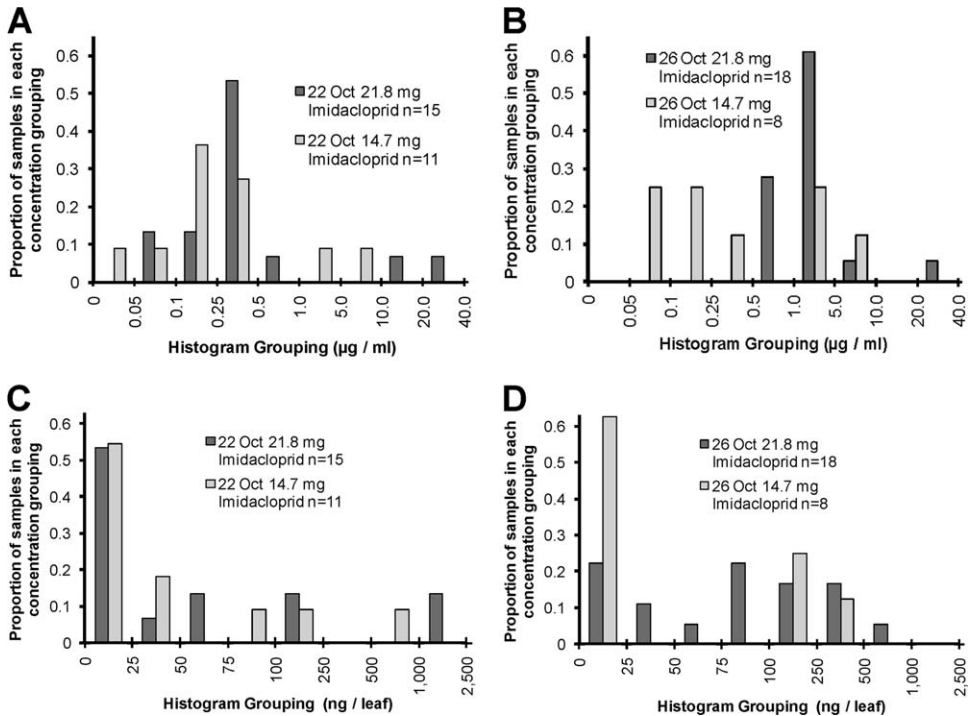 A
Proportion of samples in each
concentration grouping
0.6
0.5
0.4
0.3
0.2
0.1
0
22 Oct 21.8 mg
Imidacloprid n=15
22 Oct 14.7 mg
Imidacloprid n=11
0
0.05
0.1
0.25
0.5
1.0
5.0
10.0
20.0
40.0
Histogram Grouping (µg / ml)
B
Proportion of samples in each
concentration grouping
0.6
0.5
0.4
0.3
0.2
0.1
0
26 Oct 21.8 mg
Imidacloprid n=18
26 Oct 14.7 mg
Imidacloprid n=8
0
0.05
0.1
0.25
0.5
1.0
5.0
10.0
20.0
40.0
Histogram Grouping (µg / ml)
C
Proportion of samples in each
concentration grouping
0.6
0.5
0.4
0.3
0.2
0.1
0
22 Oct 21.8 mg
Imidacloprid n=15
22 Oct 14.7 mg
Imidacloprid n=11
0
25
50
75
100
250
500
1,000
2,500
Histogram Grouping (ng / leaf)
D
Proportion of samples in each
concentration grouping
0.6
0.5
0.4
0.3
0.2
0.1
0
26 Oct 21.8 mg
Imidacloprid n=18
26 Oct 14.7 mg
Imidacloprid n=8
0
25
50
75
100
250
500
1,000
2,500
Histogram Grouping (ng / leaf)